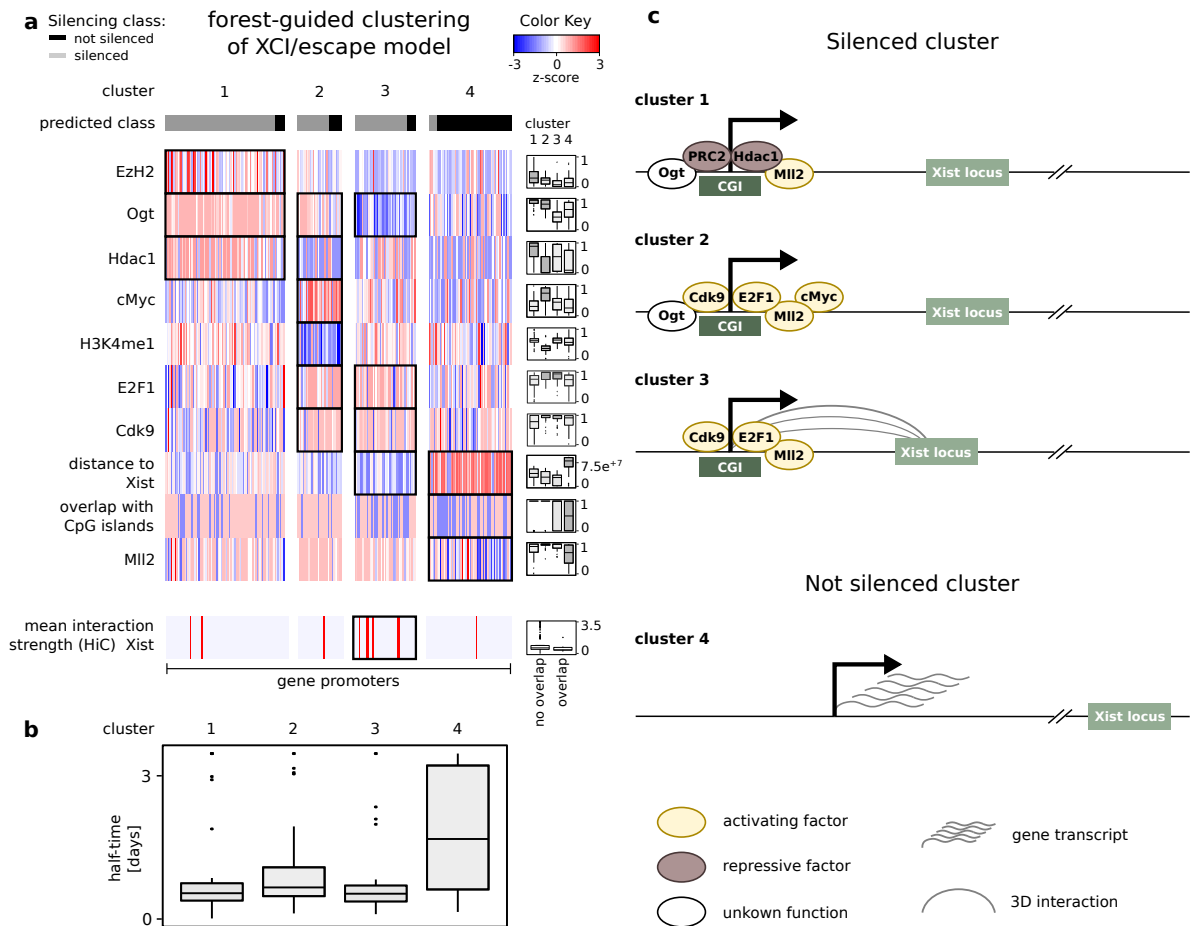 a
Silencing class:
not silenced
silenced
forest-guided clustering
of XCI/escape model
Color Key
-3 0 3
z-score
cluster 1 2 3 4
predicted class
cluster
1 2 3 4
EzH2
1
0
Ogt
1
0
Hdac1
1
0
cMyc
1
0
H3K4me1
1
0
E2F1
1
0
Cdk9
1
0
distance to
Xist
7.5e+7
0
overlap with
CpG islands
1
0
Mll2
1
0
mean interaction
strength (HiC) Xist
3.5
0
no overlap
overlap
gene promoters
b
cluster 1 2 3 4
half-time
[days]
3
0
c
Silenced cluster
cluster 1
PRC2 Hdac1
Ogt Mll2
CGI
Xist locus
cluster 2
Cdk9 E2F1 cMyc
Ogt Mll2
CGI
Xist locus
cluster 3
Cdk9 E2F1
Mll2
CGI
Xist locus
Not silenced cluster
cluster 4
Xist locus
activating factor
repressive factor
unkown function
gene transcript
3D interaction